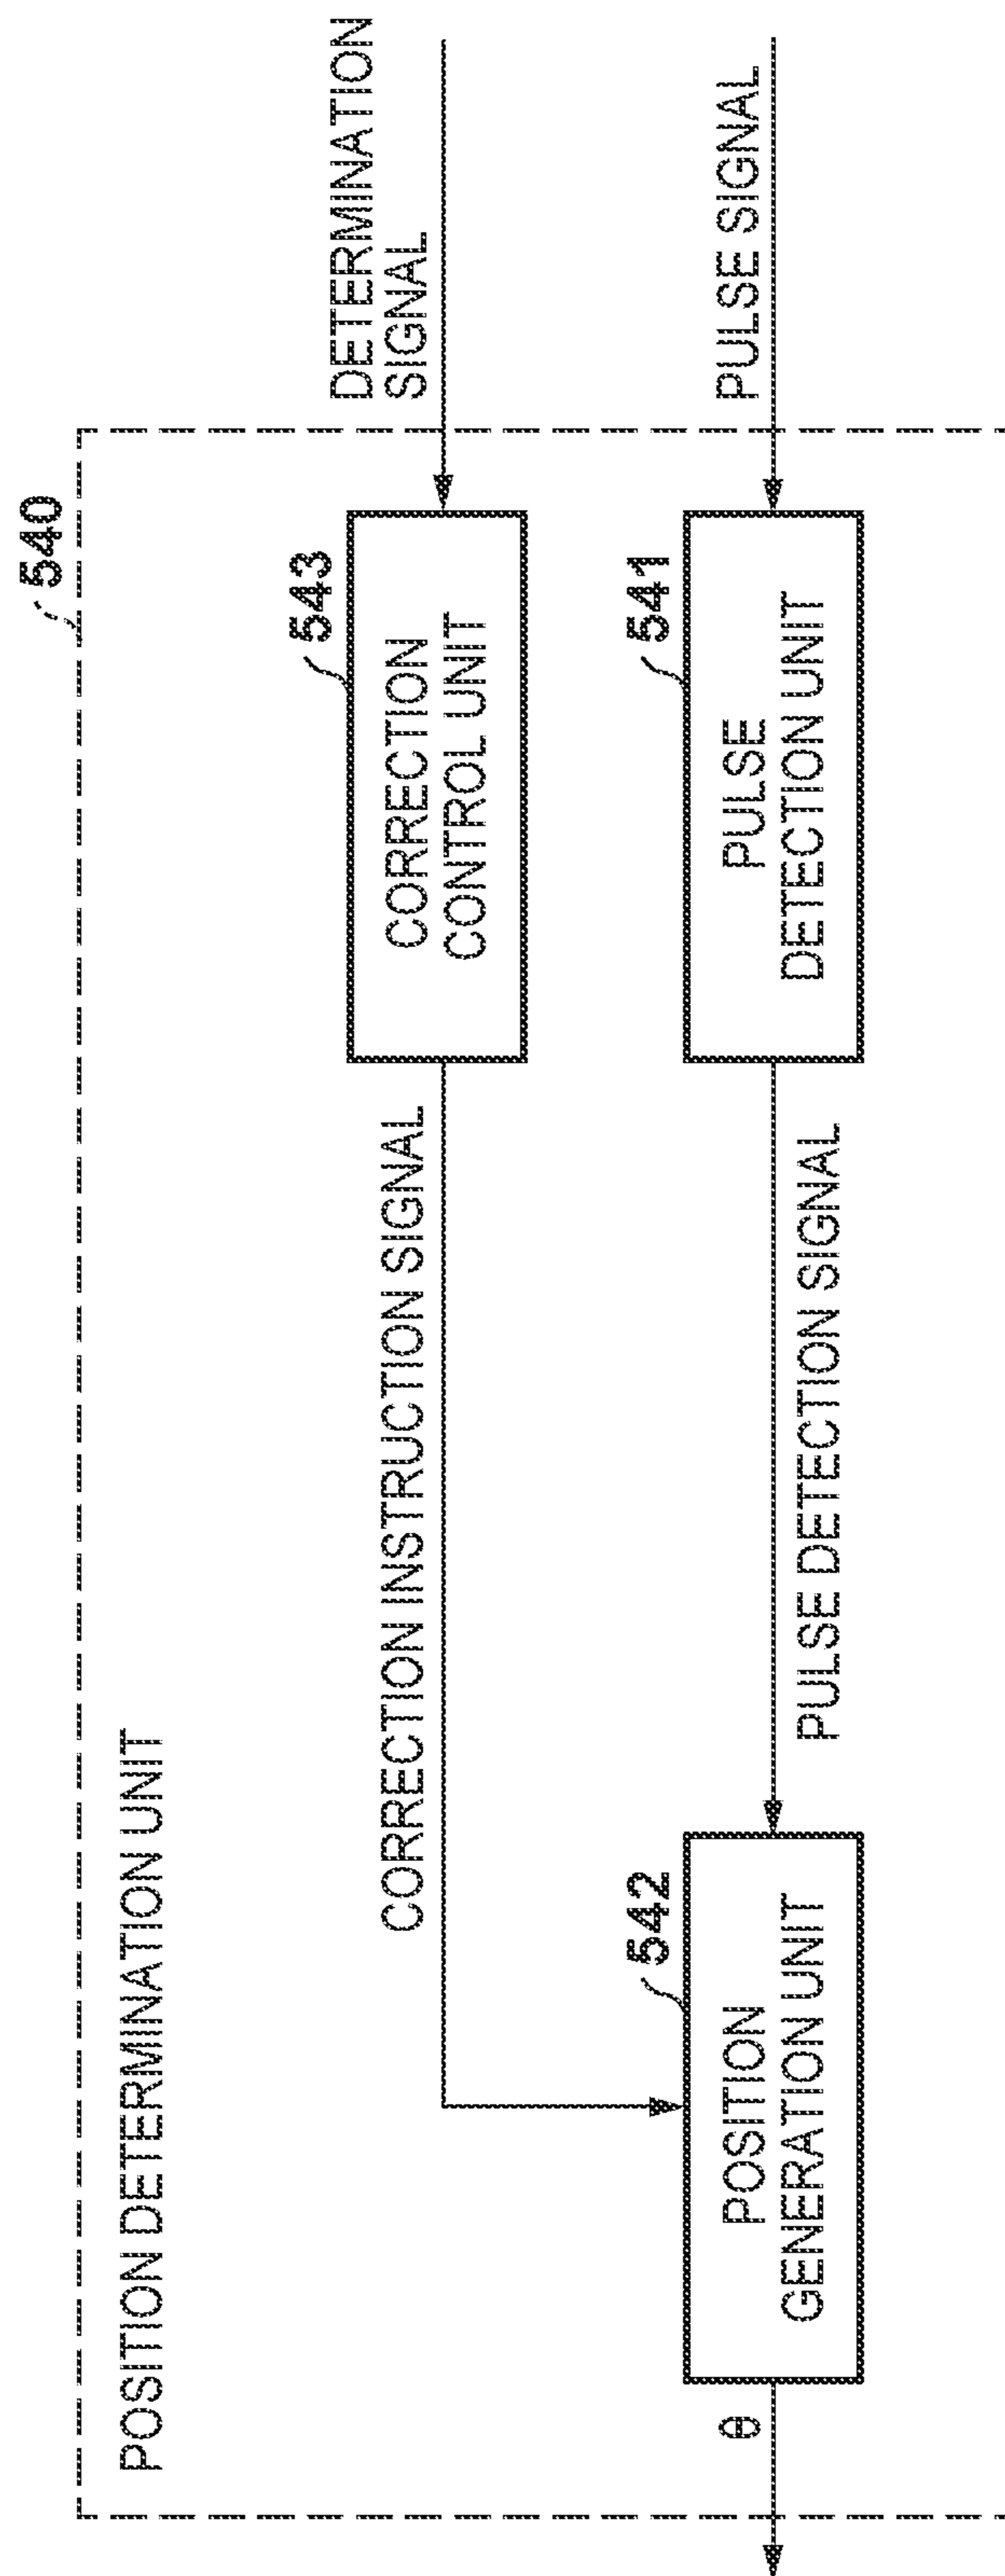 540
POSITION DETERMINATION UNIT
543
CORRECTION
CONTROL UNIT
DETERMINATION
SIGNAL
CORRECTION INSTRUCTION SIGNAL
542
POSITION
GENERATION UNIT
θ
541
PULSE
DETECTION UNIT
PULSE SIGNAL
PULSE DETECTION SIGNAL